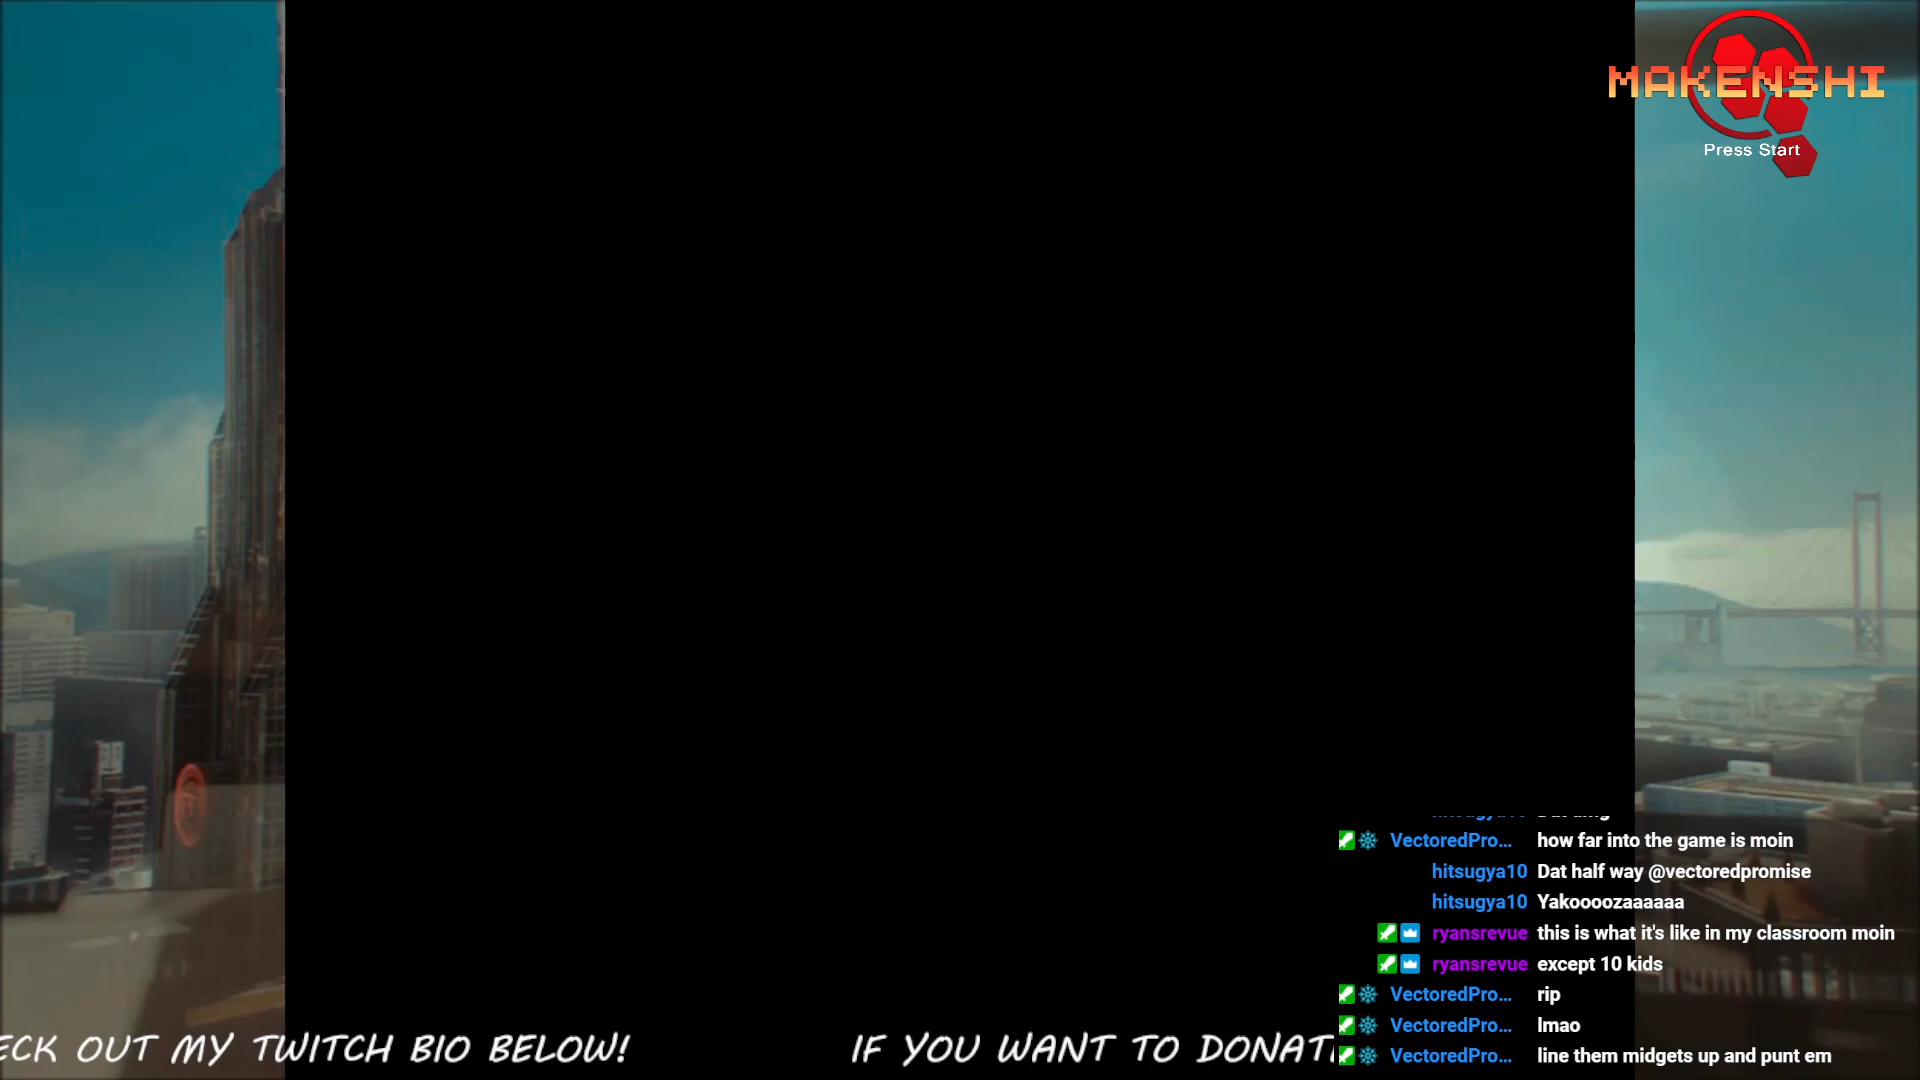 MAKENSHI
Press Start
VectoredPro... how far into the game is moin
hitsugya10 Dat half way @vectoredpromise
hitsugya10 Yakoooozaaaaaa
ryansrevue this is what it's like in my classroom moin
ryansrevue except 10 kids
VectoredPro... rip
VectoredPro... lmao
VectoredPro... line them midgets up and punt em
ECK OUT MY TWITCH BIO BELOW! IF YOU WANT TO DONAT